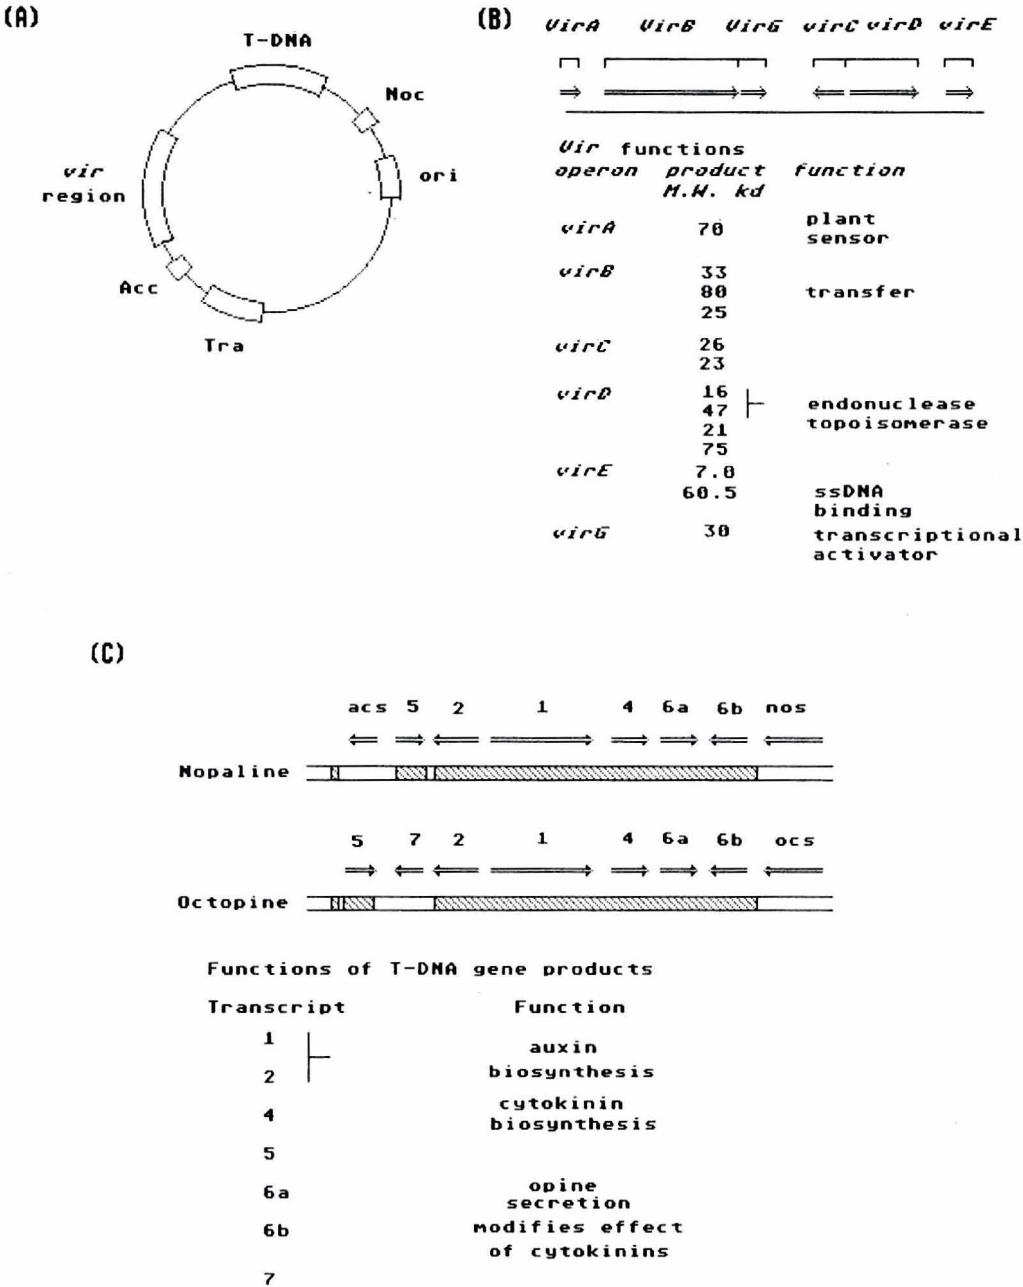 (A)
T-DNA
Noc
ori
vir
region
Acc
Tra
(B)
VirA VirB VirG virC virD virE
Vir functions
operon product function
M.W. kd
virA 70 plant
sensor
virB 33
80 transfer
25
virC 26
23
virD 16
47 endonuclease
21 topoisomerase
75
virE 7.0
60.5 ssDNA
binding
virG 30 transcriptional
activator
(C)
acs 5 2 1 4 6a 6b nos
Nopaline
5 7 2 1 4 6a 6b ocs
Octopine
Functions of T-DNA gene products
Transcript Function
1 auxin
2 biosynthesis
4 cytokinin
biosynthesis
5
6a opine
secretion
6b modifies effect
of cytokinins
7